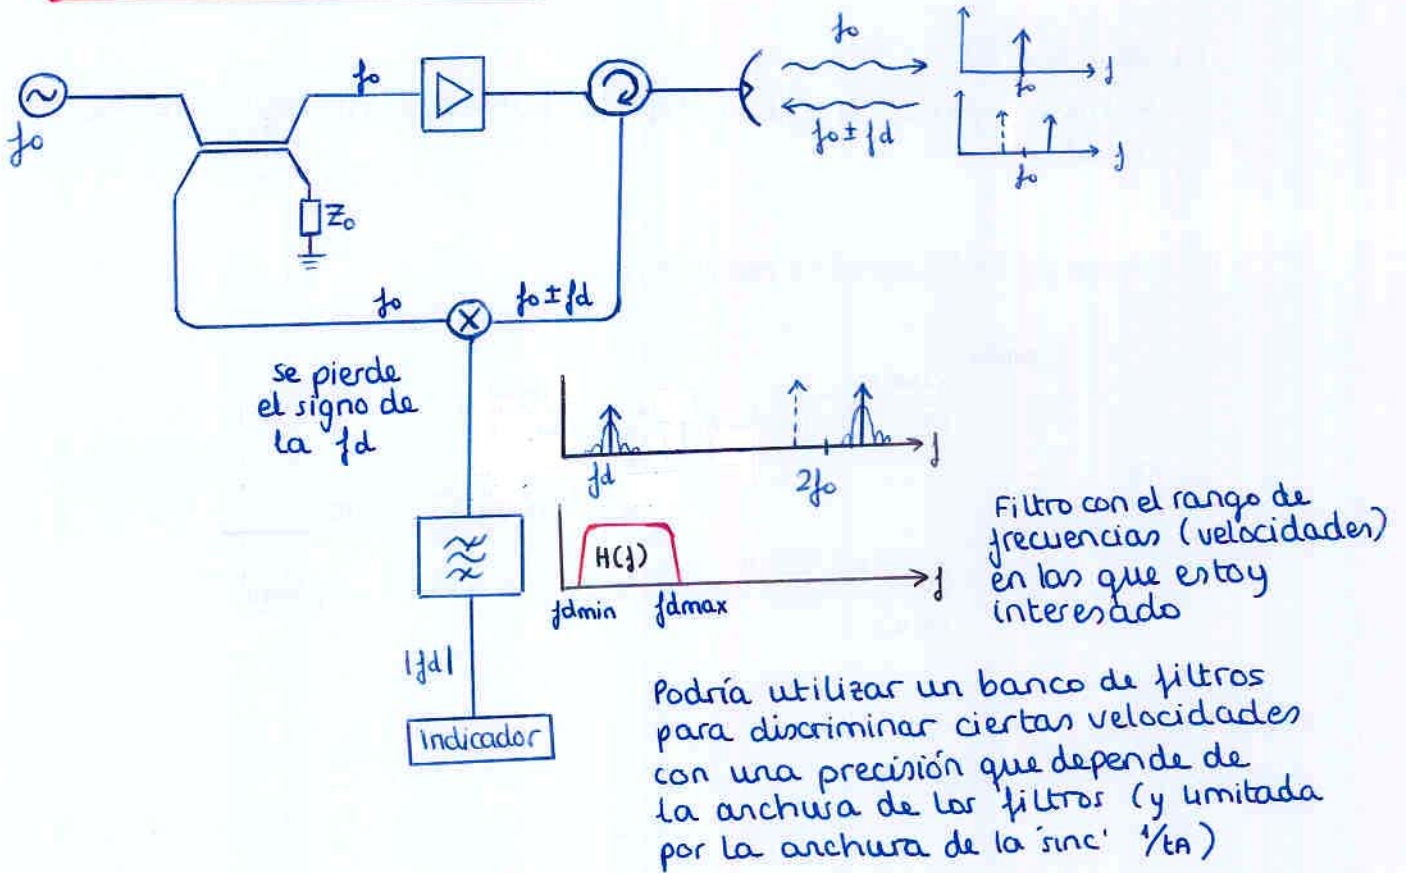 fo
fo
fo
f
fo
fo ± fd
f
fo
Zo
fo
fo ± fd
X
se pierde
el signo de
la fd
f
fd
2fo
H(f)
f
fdmin
fdmax
Filtro con el rango de
frecuencias (velocidades)
en las que estoy
interesado
|fd|
Indicador
Podría utilizar un banco de filtros
para discriminar ciertas velocidades
con una precisión que depende de
la anchura de los filtros (y limitada
por la anchura de la 'sinc' 1/tA)